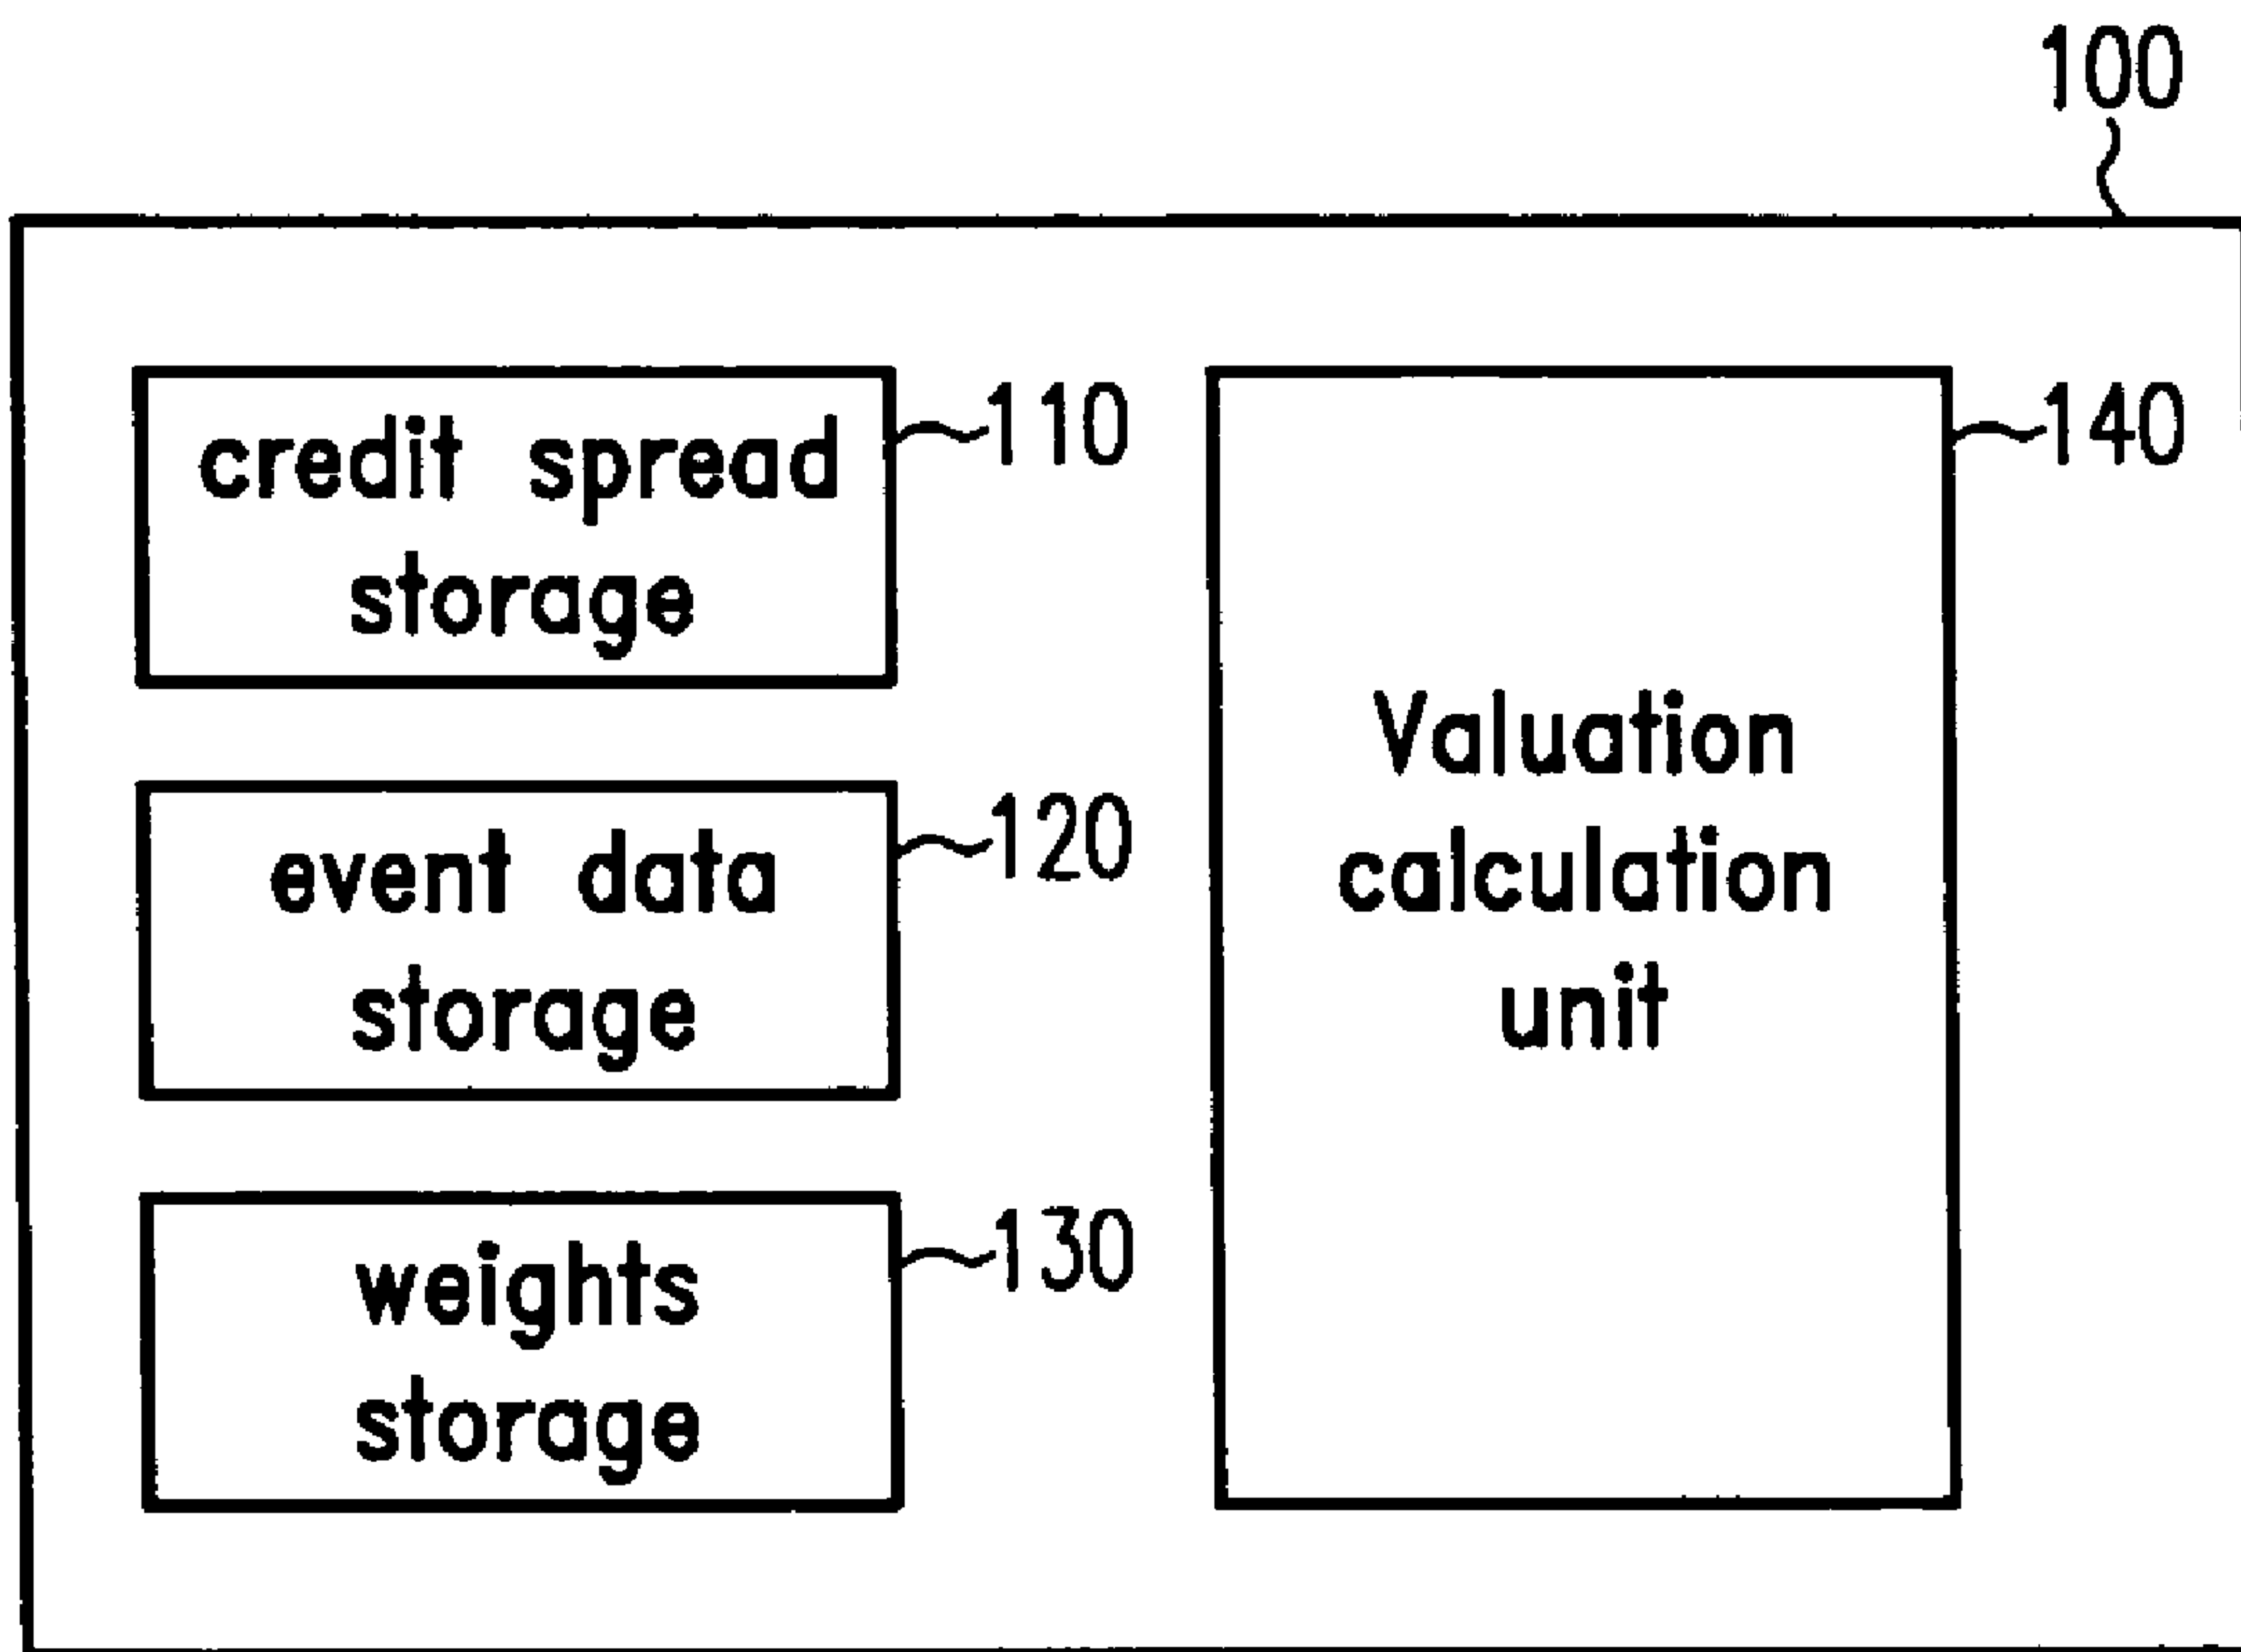 100
credit spread
storage
110
event data
storage
120
weights
storage
130
Valuation
calculation
unit
140